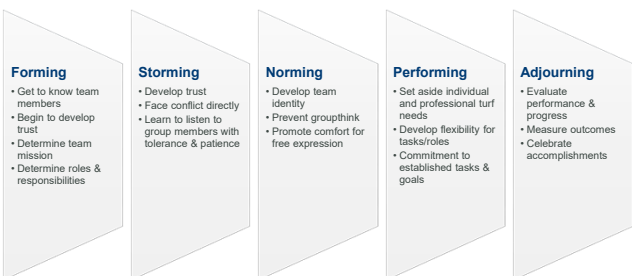 Forming
• Get to know team
members
• Begin to develop
trust
• Determine team
mission
• Determine roles &
responsibilities
Storming
• Develop trust
• Face conflict directly
• Learn to listen to
group members with
tolerance & patience
Norming
• Develop team
identity
• Prevent groupthink
• Promote comfort for
free expression
Performing
• Set aside individual
and professional turf
needs
• Develop flexibility for
tasks/roles
• Commitment to
established tasks &
goals
Adjourning
• Evaluate
performance &
progress
• Measure outcomes
• Celebrate
accomplishments